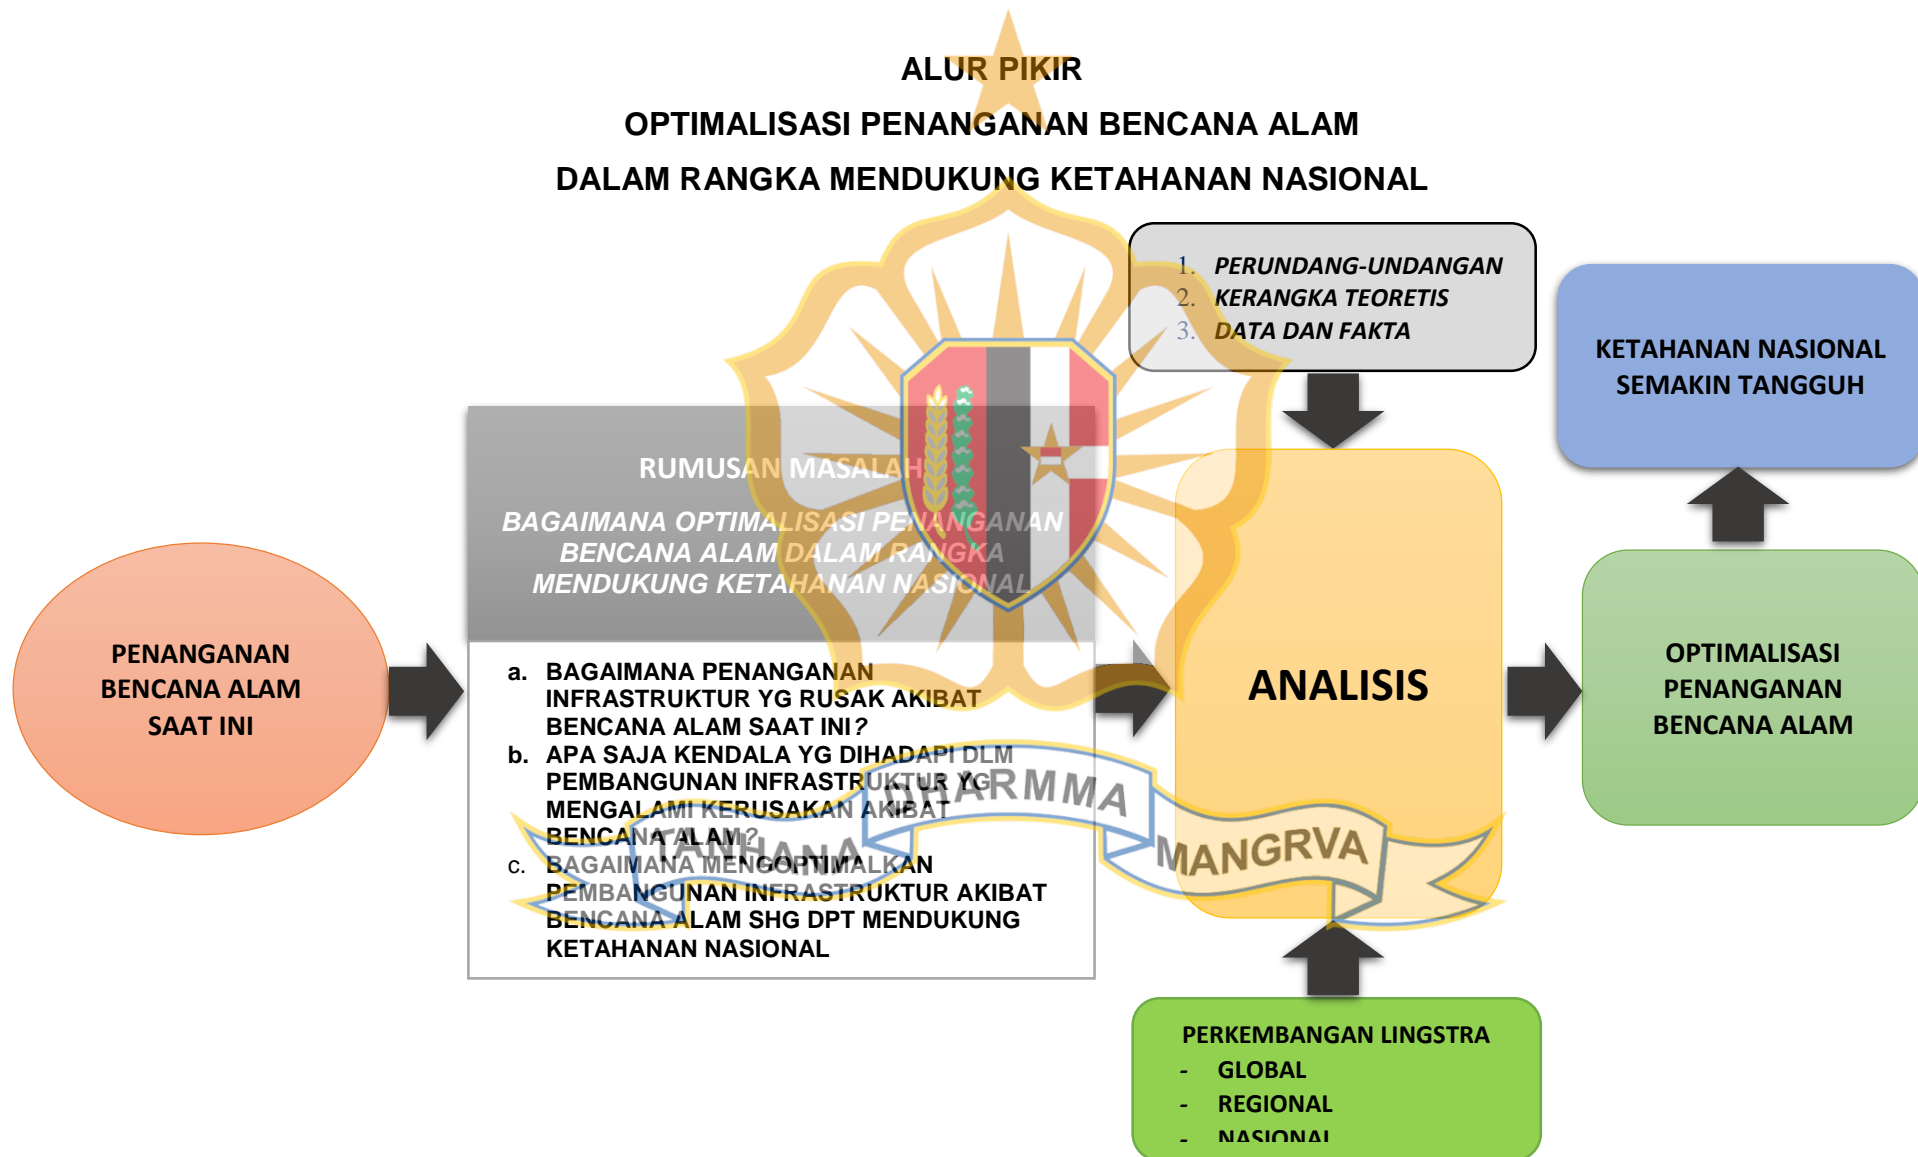 ALUR PIKIR
OPTIMALISASI PENANGANAN BENCANA ALAM
DALAM RANGKA MENDUKUNG KETAHANAN NASIONAL
PENANGANAN
BENCANA ALAM
SAAT INI
RUMUSAN MASALAH
BAGAIMANA OPTIMALISASI PENANGANAN
BENCANA ALAM DALAM RANGKA
MENDUKUNG KETAHANAN NASIONAL
a. BAGAIMANA PENANGANAN
INFRASTRUKTUR YG RUSAK AKIBAT
BENCANA ALAM SAAT INI?
b. APA SAJA KENDALA YG DIHADAPI DLM
PEMBANGUNAN INFRASTRUKTUR YG
MENGALAMI KERUSAKAN AKIBAT
BENCANA ALAM?
c. BAGAIMANA MENGOPTIMALKAN
PEMBANGUNAN INFRASTRUKTUR AKIBAT
BENCANA ALAM SHG DPT MENDUKUNG
KETAHANAN NASIONAL
1. PERUNDANG-UNDANGAN
2. KERANGKA TEORETIS
3. DATA DAN FAKTA
ANALISIS
PERKEMBANGAN LINGSTRA
- GLOBAL
- REGIONAL
- NASIONAL
OPTIMALISASI
PENANGANAN
BENCANA ALAM
KETAHANAN NASIONAL
SEMAKIN TANGGUH
TANHANA DHARMMA MANGRVA